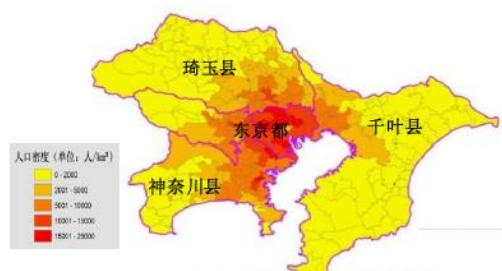 琦玉县
东京都
千叶县
神奈川县
人口密度（单位：人/km²）
0 - 2000
2001 - 5000
5001 - 10000
10001 - 15000
15001 - 25000